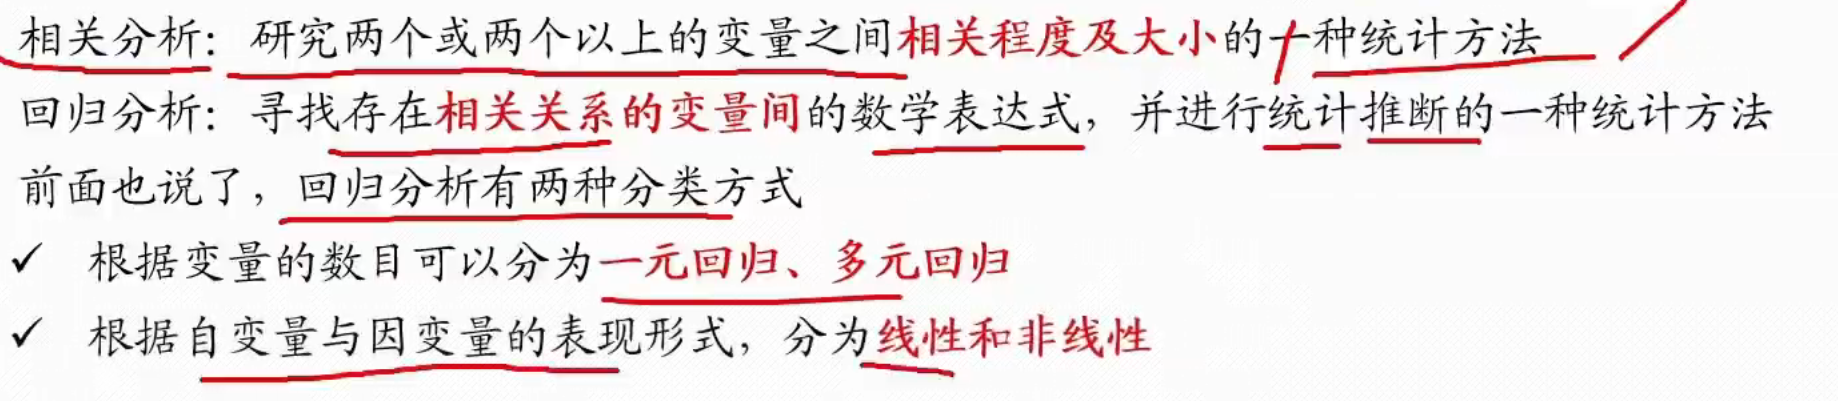 相关分析：研究两个或两个以上的变量之间相关程度及大小的一种统计方法
回归分析：寻找存在相关关系的变量间的数学表达式，并进行统计推断的一种统计方法
前面也说了，回归分析有两种分类方式
✓ 根据变量的数目可以分为一元回归、多元回归
✓ 根据自变量与因变量的表现形式，分为线性和非线性